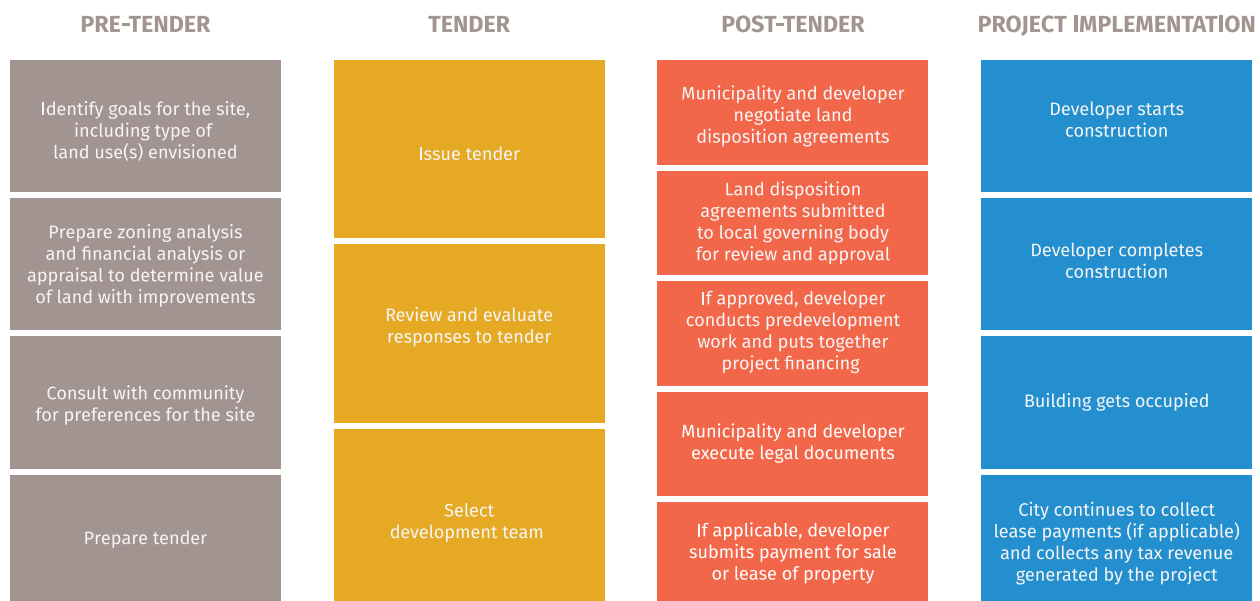 PRE-TENDER
Identify goals for the site,
including type of
land use(s) envisioned
Prepare zoning analysis
and financial analysis or
appraisal to determine value
of land with improvements
Consult with community
for preferences for the site
Prepare tender
TENDER
Issue tender
Review and evaluate
responses to tender
Select
development team
POST-TENDER
Municipality and developer
negotiate land
disposition agreements
Land disposition
agreements submitted
to local governing body
for review and approval
If approved, developer
conducts predevelopment
work and puts together
project financing
Municipality and developer
execute legal documents
If applicable, developer
submits payment for sale
or lease of property
PROJECT IMPLEMENTATION
Developer starts
construction
Developer completes
construction
Building gets occupied
City continues to collect
lease payments (if applicable)
and collects any tax revenue
generated by the project